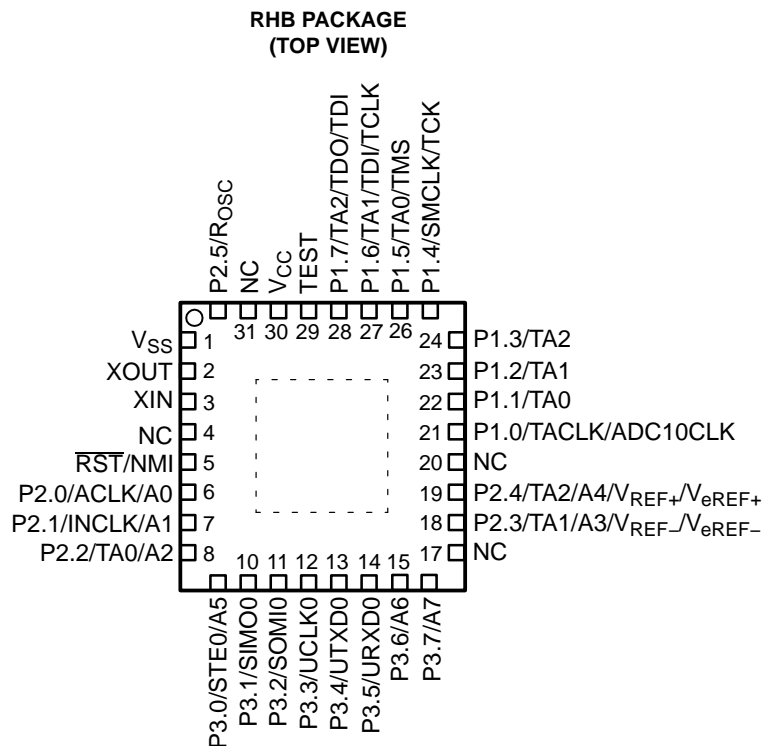 RHB PACKAGE
(TOP VIEW)
P2.5/ROSC
NC
VCC
TEST
P1.7/TA2/TDO/TDI
P1.6/TA1/TDI/TCLK
P1.5/TA0/TMS
P1.4/SMCLK/TCK
31 30 29 28 27 26
VSS 1
XOUT 2
XIN 3
NC 4
RST/NMI 5
P2.0/ACLK/A0 6
P2.1/INCLK/A1 7
P2.2/TA0/A2 8
24 P1.3/TA2
23 P1.2/TA1
22 P1.1/TA0
21 P1.0/TACLK/ADC10CLK
20 NC
19 P2.4/TA2/A4/VREF+/VeREF+
18 P2.3/TA1/A3/VREF−/VeREF−
17 NC
10 11 12 13 14 15
P3.0/STE0/A5
P3.1/SIMO0
P3.2/SOMI0
P3.3/UCLK0
P3.4/UTXD0
P3.5/URXD0
P3.6/A6
P3.7/A7